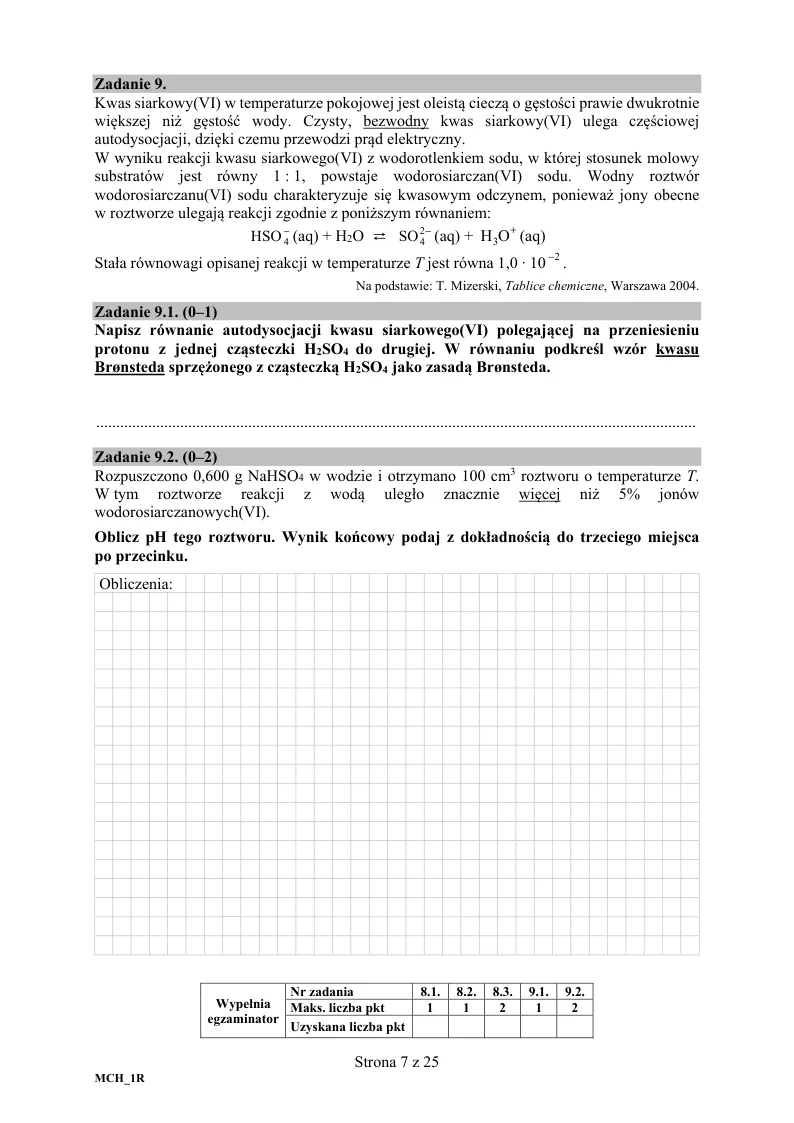 Zadanie 9.
Kwas siarkowy(VI) w temperaturze pokojowej jest oleistą cieczą o gęstości prawie dwukrotnie
większej niż gęstość wody. Czysty, bezwodny kwas siarkowy(VI) ulega częściowej
autodysocjacji, dzięki czemu przewodzi prąd elektryczny.
W wyniku reakcji kwasu siarkowego(VI) z wodorotlenkiem sodu, w której stosunek molowy
substratów jest równy 1 : 1, powstaje wodorosiarczan(VI) sodu. Wodny roztwór
wodorosiarczanu(VI) sodu charakteryzuje się kwasowym odczynem, ponieważ jony obecne
w roztworze ulegają reakcji zgodnie z poniższym równaniem:
HSO₄⁻ (aq) + H₂O ⇄ SO₄²⁻ (aq) + H₃O⁺ (aq)
Stała równowagi opisanej reakcji w temperaturze T jest równa 1,0 · 10⁻² .
Na podstawie: T. Mizerski, Tablice chemiczne, Warszawa 2004.
Zadanie 9.1. (0–1)
Napisz równanie autodysocjacji kwasu siarkowego(VI) polegającej na przeniesieniu
protonu z jednej cząsteczki H₂SO₄ do drugiej. W równaniu podkreśl wzór kwasu
Brønsteda sprzężonego z cząsteczką H₂SO₄ jako zasadą Brønsteda.
Zadanie 9.2. (0–2)
Rozpuszczono 0,600 g NaHSO₄ w wodzie i otrzymano 100 cm³ roztworu o temperaturze T.
W tym roztworze reakcji z wodą uległo znacznie więcej niż 5% jonów
wodorosiarczanowych(VI).
Oblicz pH tego roztworu. Wynik końcowy podaj z dokładnością do trzeciego miejsca
po przecinku.
Obliczenia:
Wypełnia egzaminator
Nr zadania 8.1. 8.2. 8.3. 9.1. 9.2.
Maks. liczba pkt 1 1 2 1 2
Uzyskana liczba pkt
Strona 7 z 25
MCH_1R